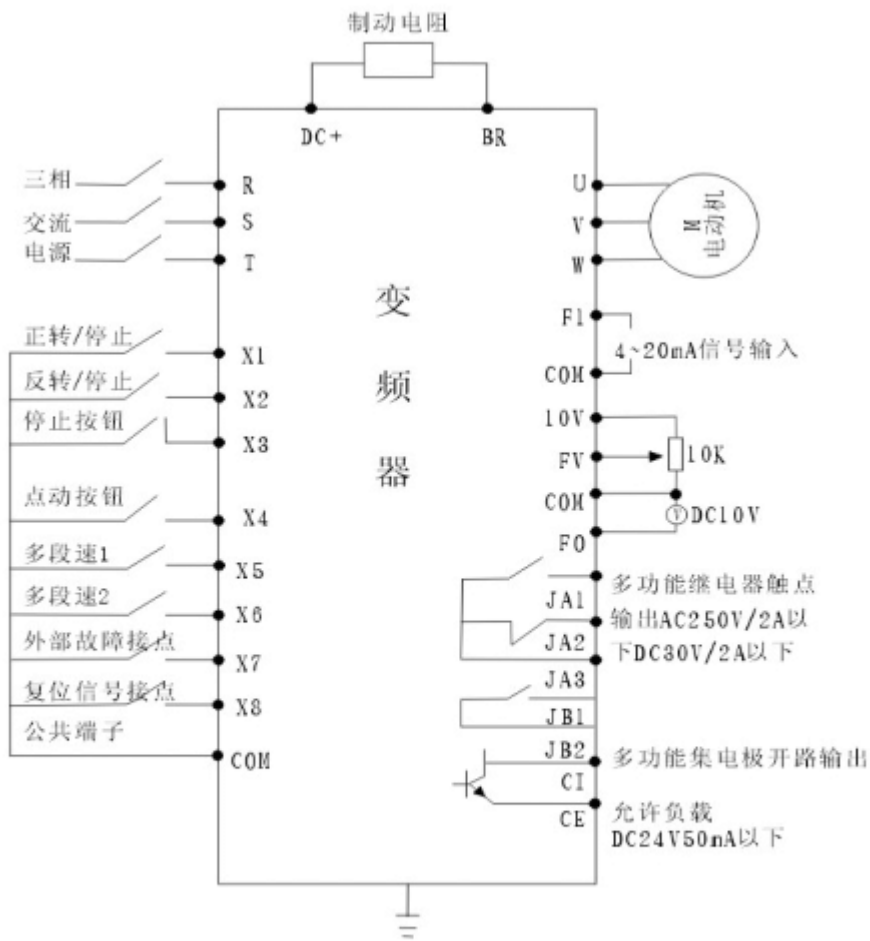 制动电阻
DC+
BR
三相
R
交流
S
电源
T
U
V
W
M
电动机
变
频
器
正转/停止
X1
反转/停止
X2
停止按钮
X3
点动按钮
X4
多段速1
X5
多段速2
X6
外部故障接点
X7
复位信号接点
X8
公共端子
COM
F1
4~20mA信号输入
COM
10V
FV
10K
COM
V
DC10V
FO
多功能继电器触点
JA1
输出AC250V/2A以
JA2
下DC30V/2A以下
JA3
JB1
JB2
多功能集电极开路输出
CI
CE
允许负载
DC24V50mA以下